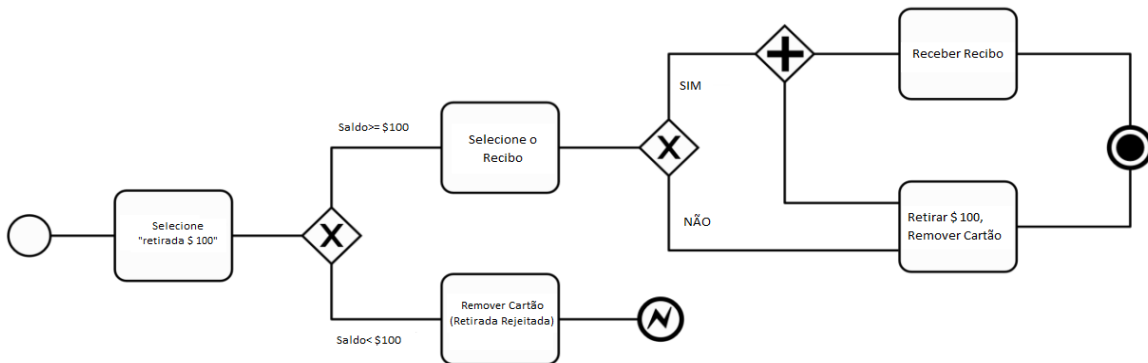 Receber Recibo
SIM
Saldo>= $100
Selecione o
Recibo
Selecione
"retirada $ 100"
NÃO
Retirar $ 100,
Remover Cartão
Remover Cartão
(Retirada Rejeitada)
Saldo< $100